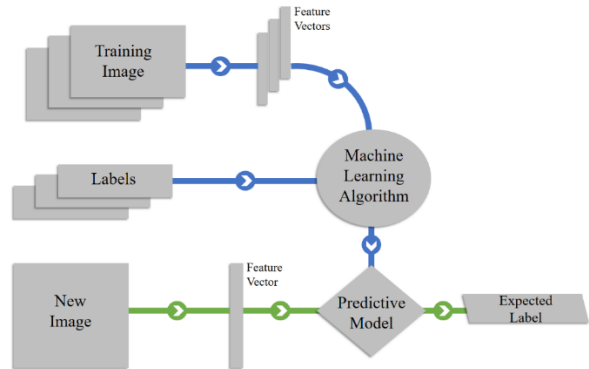 Feature
Vectors
Training
Image
Machine
Learning
Algorithm
Labels
Feature
Vector
New
Image
Predictive
Model
Expected
Label